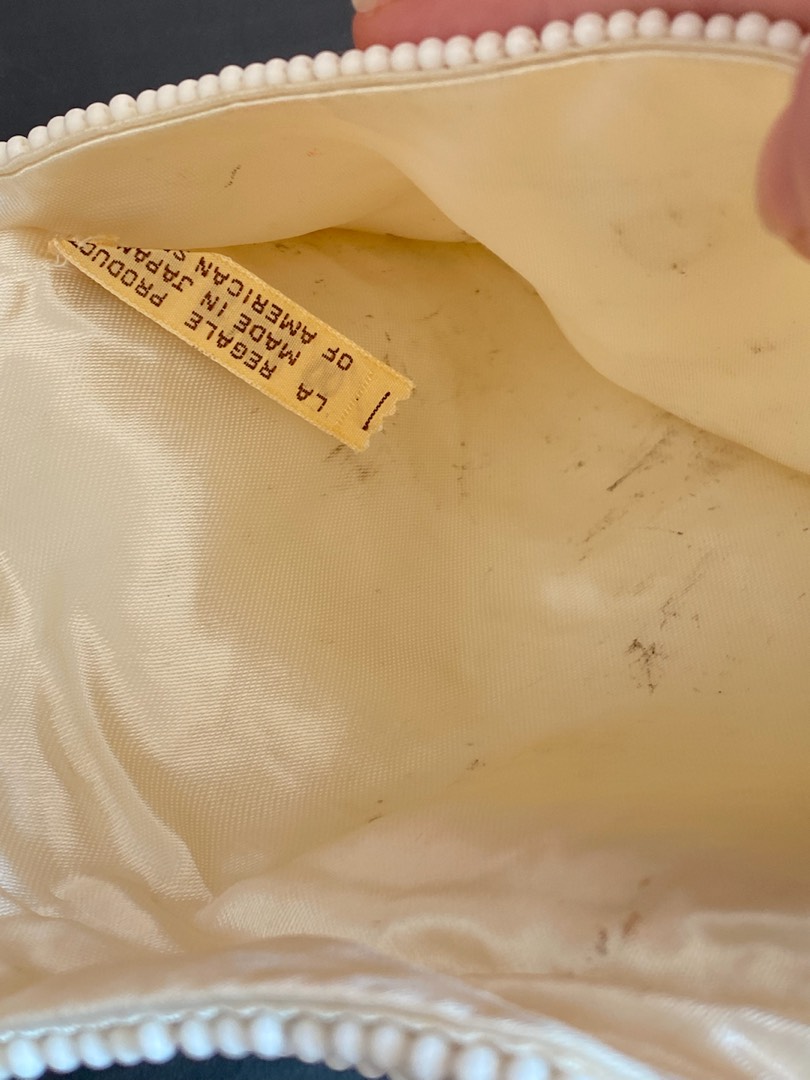 LA REGALE PRODUCT
MADE IN JAPAN
OF AMERICAN